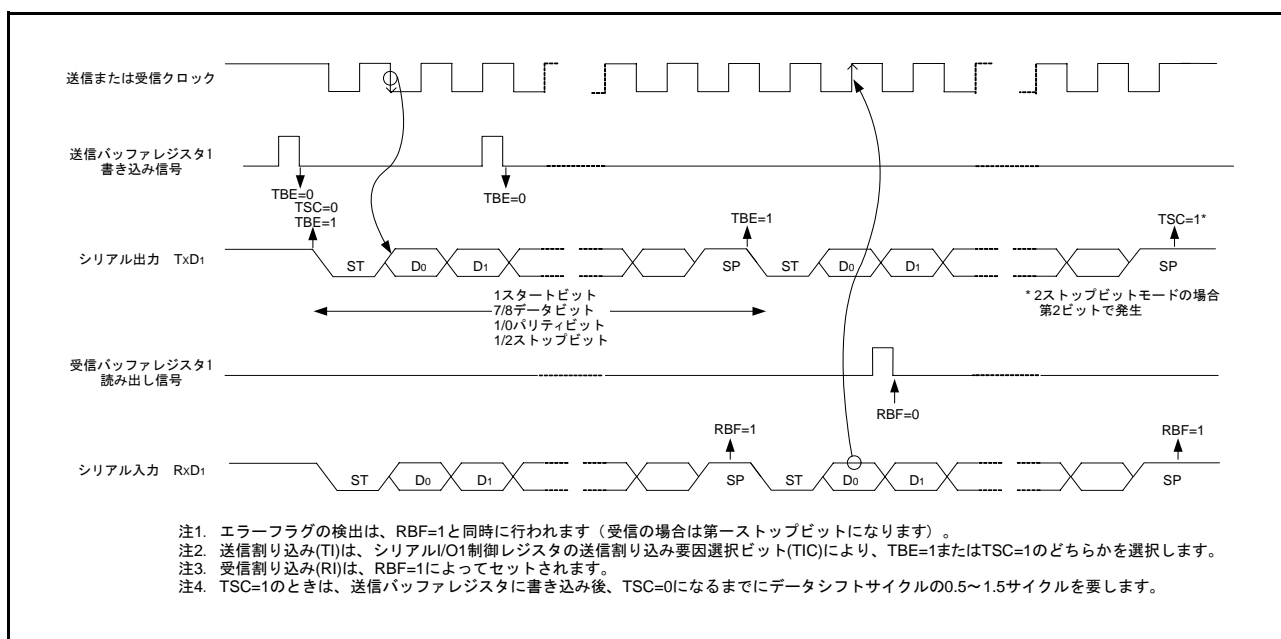 送信または受信クロック
送信バッファレジスタ1
書き込み信号
TBE=0
TSC=0
TBE=1
TBE=0
TBE=1
TSC=1*
シリアル出力 TxD1
ST
D0
D1
SP
ST
D0
D1
SP
1スタートビット
7/8データビット
1/0パリティビット
1/2ストップビット
* 2ストップビットモードの場合
第2ビットで発生
受信バッファレジスタ1
読み出し信号
RBF=0
RBF=1
RBF=1
シリアル入力 RxD1
ST
D0
D1
SP
ST
D0
D1
SP
注1. エラーフラグの検出は、RBF=1と同時に行われます（受信の場合は第一ストップビットになります）。
注2. 送信割り込み(TI)は、シリアルI/O1制御レジスタの送信割り込み要因選択ビット(TIC)により、TBE=1またはTSC=1のどちらかを選択します。
注3. 受信割り込み(RI)は、RBF=1によってセットされます。
注4. TSC=1のときは、送信バッファレジスタに書き込み後、TSC=0になるまでにデータシフトサイクルの0.5～1.5サイクルを要します。